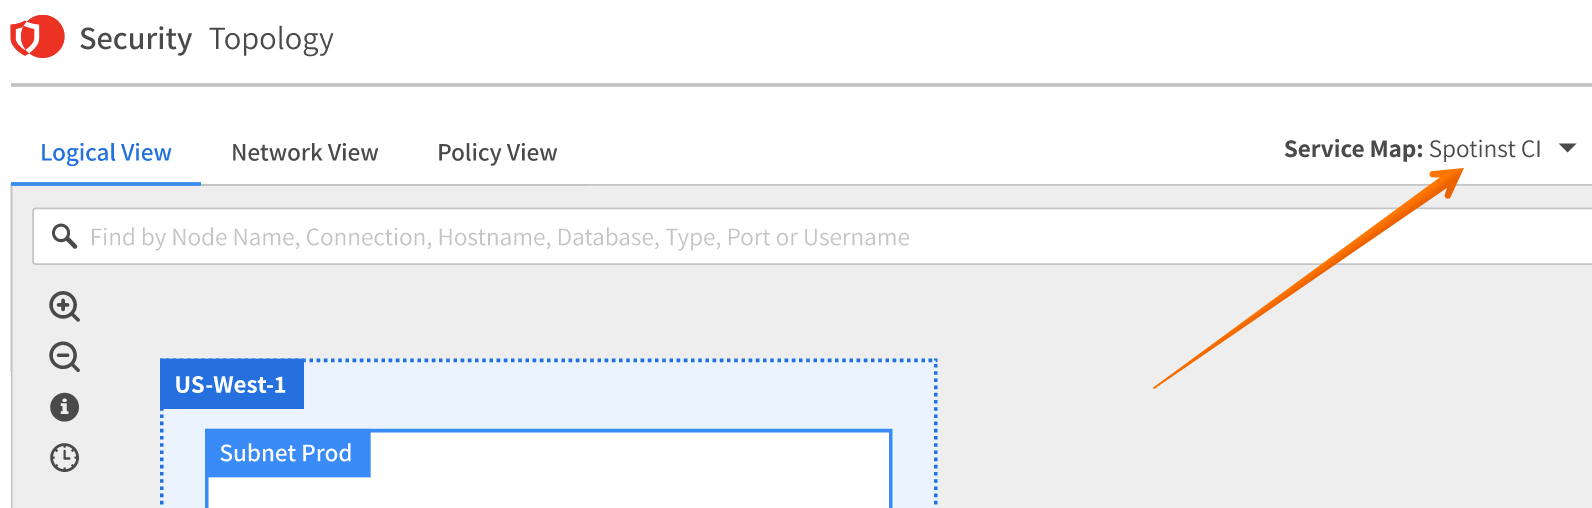 Security Topology
Logical View Network View Policy View Service Map: Spotinst CI
Find by Node Name, Connection, Hostname, Database, Type, Port or Username
US-West-1
Subnet Prod